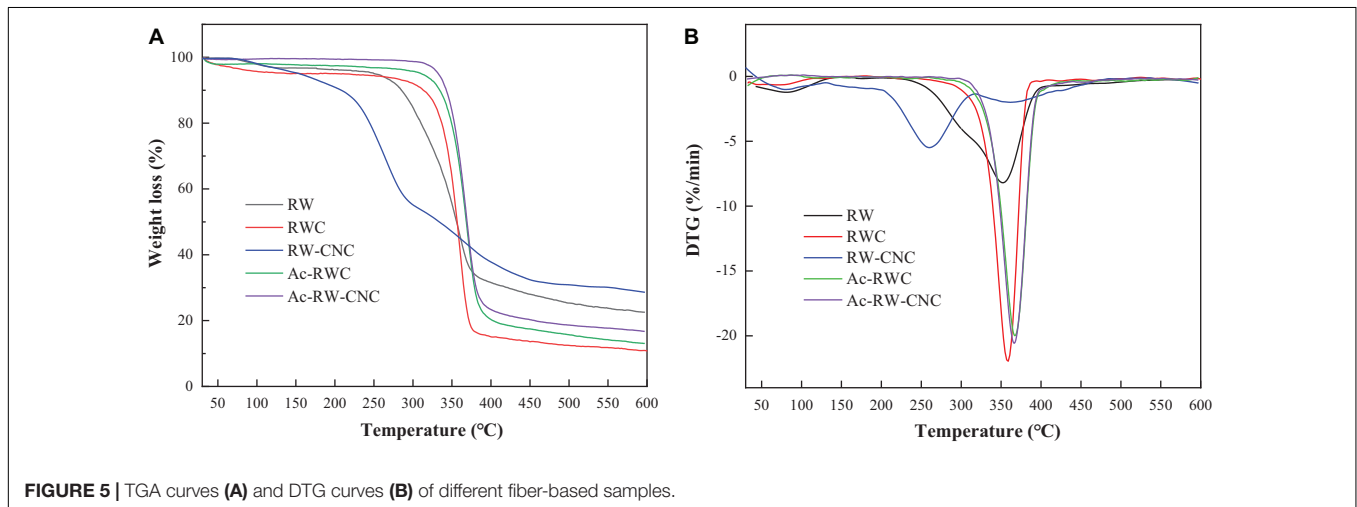 A
100
80
60
40
20
0
Weight loss (%)
RW
RWC
RW-CNC
Ac-RWC
Ac-RW-CNC
50 100 150 200 250 300 350 400 450 500 550 600
Temperature (°C)
B
0
-5
-10
-15
-20
DTG (%/min)
RW
RWC
RW-CNC
Ac-RWC
Ac-RW-CNC
50 100 150 200 250 300 350 400 450 500 550 600
Temperature (°C)
FIGURE 5 | TGA curves (A) and DTG curves (B) of different fiber-based samples.